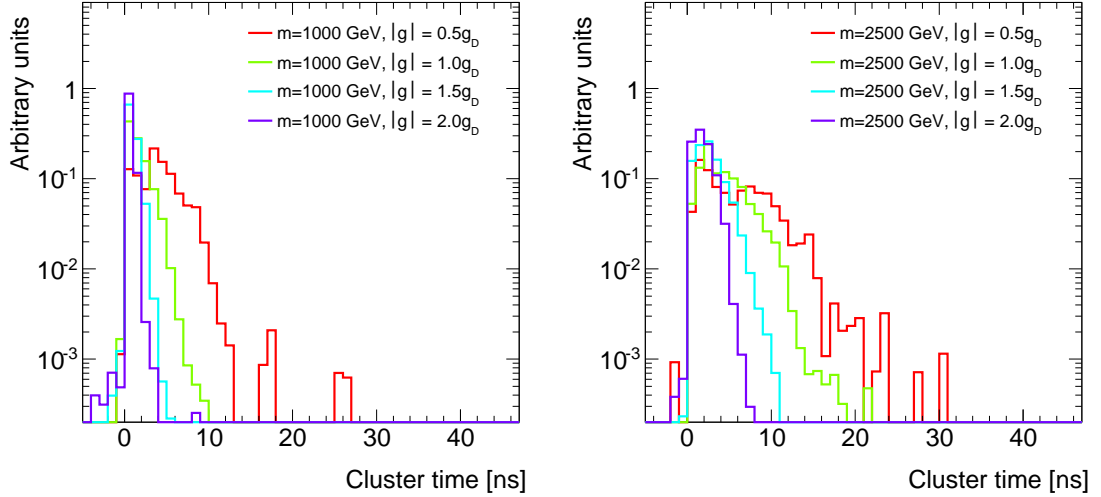 Arbitrary units
m=1000 GeV, |g| = 0.5g_D
m=1000 GeV, |g| = 1.0g_D
m=1000 GeV, |g| = 1.5g_D
m=1000 GeV, |g| = 2.0g_D
1
10^-1
10^-2
10^-3
0 10 20 30 40
Cluster time [ns]
Arbitrary units
m=2500 GeV, |g| = 0.5g_D
m=2500 GeV, |g| = 1.0g_D
m=2500 GeV, |g| = 1.5g_D
m=2500 GeV, |g| = 2.0g_D
1
10^-1
10^-2
10^-3
0 10 20 30 40
Cluster time [ns]